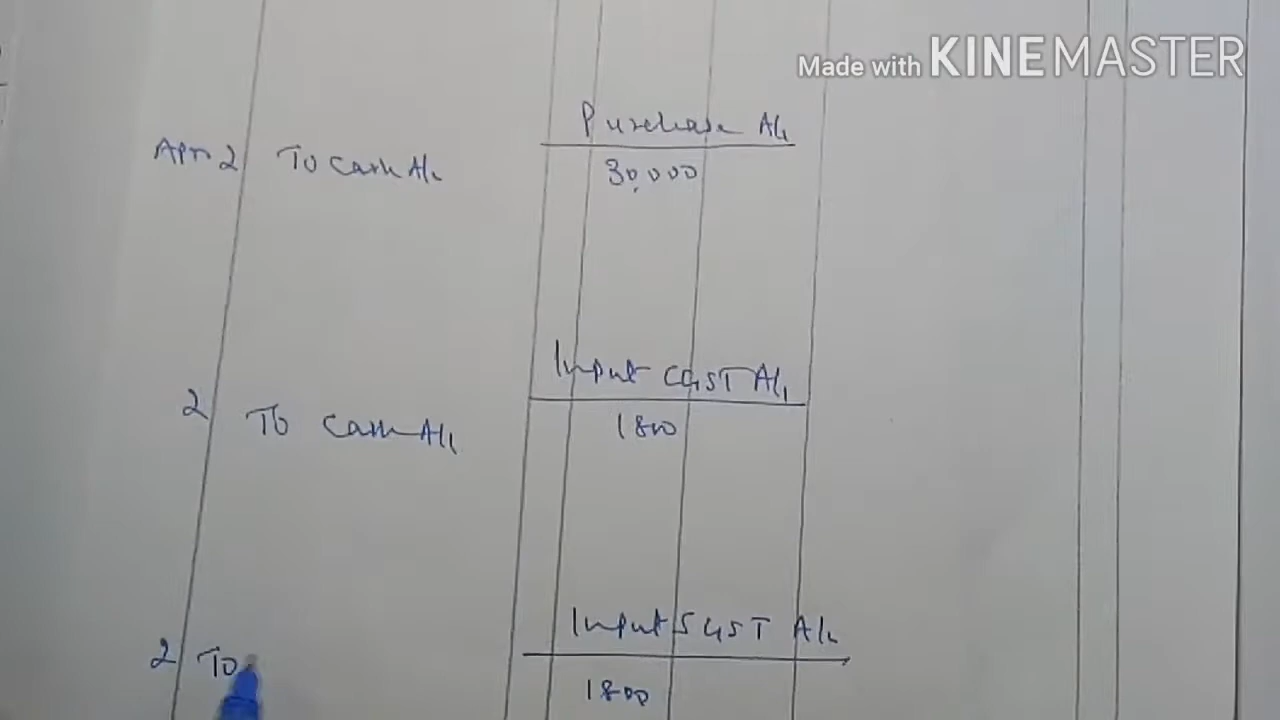 Made with KINEMASTER
Purchase A/c
Apr 2 To Cash A/c 30,000
Input CGST A/c
2 To Cash A/c 1800
Input SGST A/c
2 To 1800